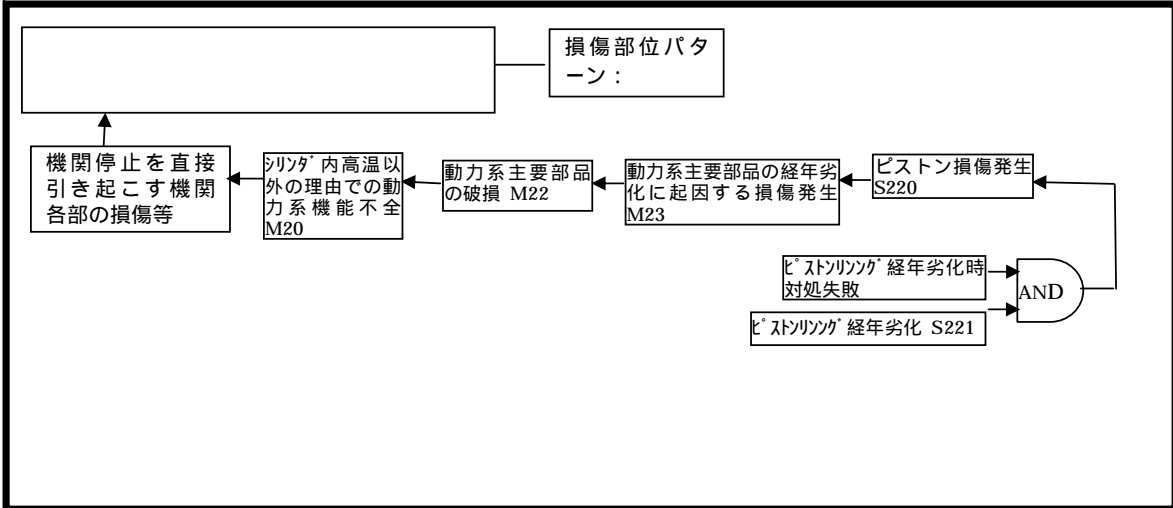 損傷部位パタ
ーン：
機関停止を直接
引き起こす機関
各部の損傷等
ｼﾘﾝﾀﾞ内高温以
外の理由での動
力系機能不全
M20
動力系主要部品
の破損 M22
動力系主要部品の経年劣
化に起因する損傷発生
M23
ピストン損傷発生
S220
ﾋﾟｽﾄﾝﾘﾝﾝｸﾞ経年劣化時
対処失敗
AND
ﾋﾟｽﾄﾝﾘﾝﾝｸﾞ経年劣化 S221